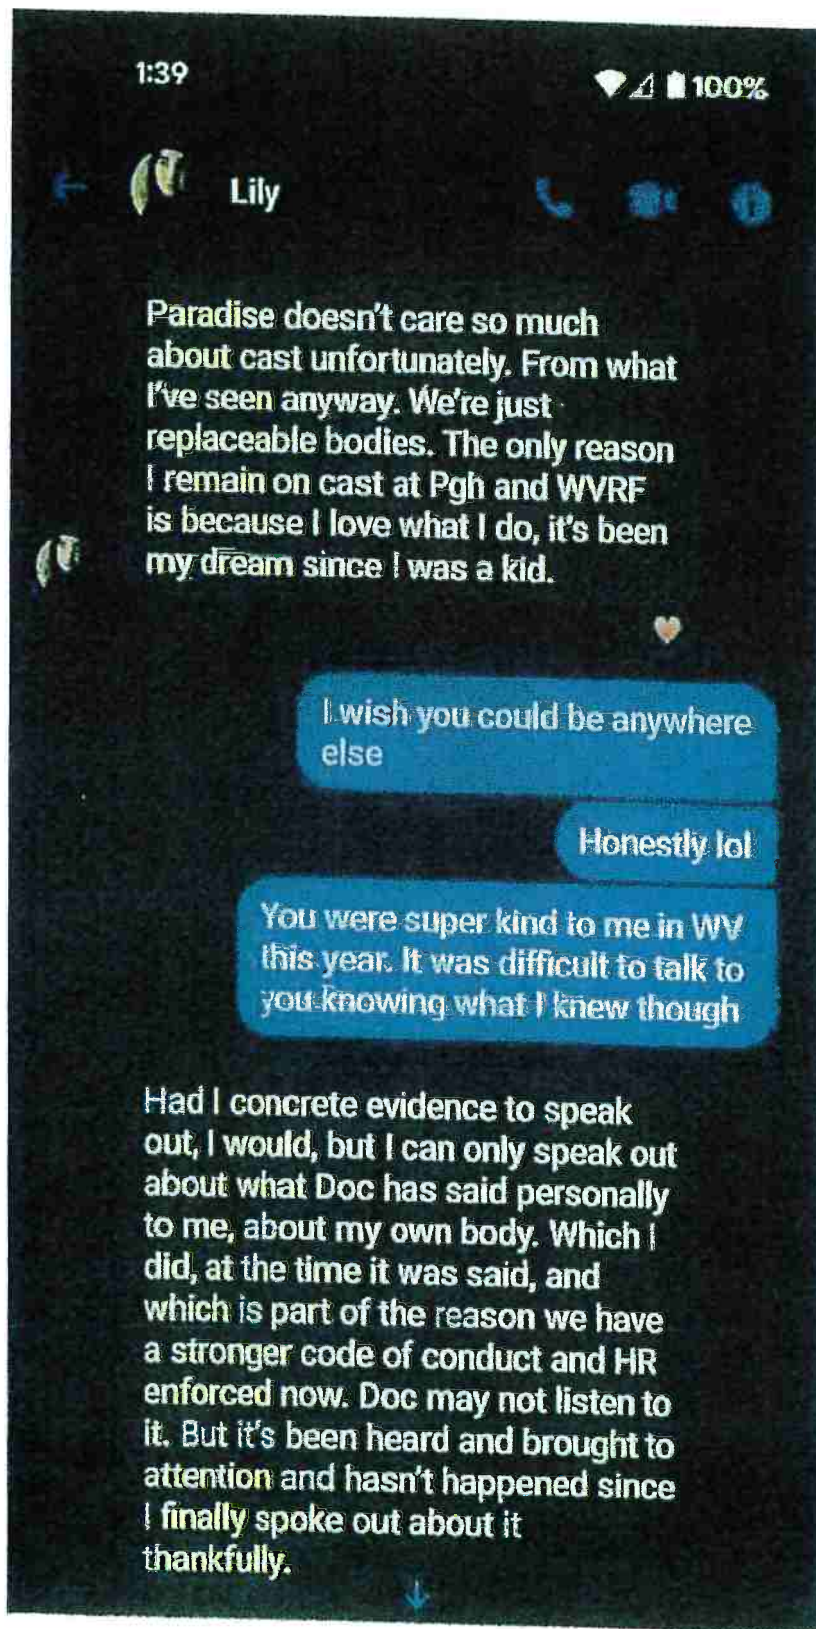 1:39
100%
Lily
Paradise doesn't care so much
about cast unfortunately. From what
I've seen anyway. We're just
replaceable bodies. The only reason
I remain on cast at Pgh and WVRF
is because I love what I do, it's been
my dream since I was a kid.
I wish you could be anywhere
else
Honestly lol
You were super kind to me in WV
this year. It was difficult to talk to
you knowing what I knew though
Had I concrete evidence to speak
out, I would, but I can only speak out
about what Doc has said personally
to me, about my own body. Which I
did, at the time it was said, and
which is part of the reason we have
a stronger code of conduct and HR
enforced now. Doc may not listen to
it. But it's been heard and brought to
attention and hasn't happened since
I finally spoke out about it
thankfully.